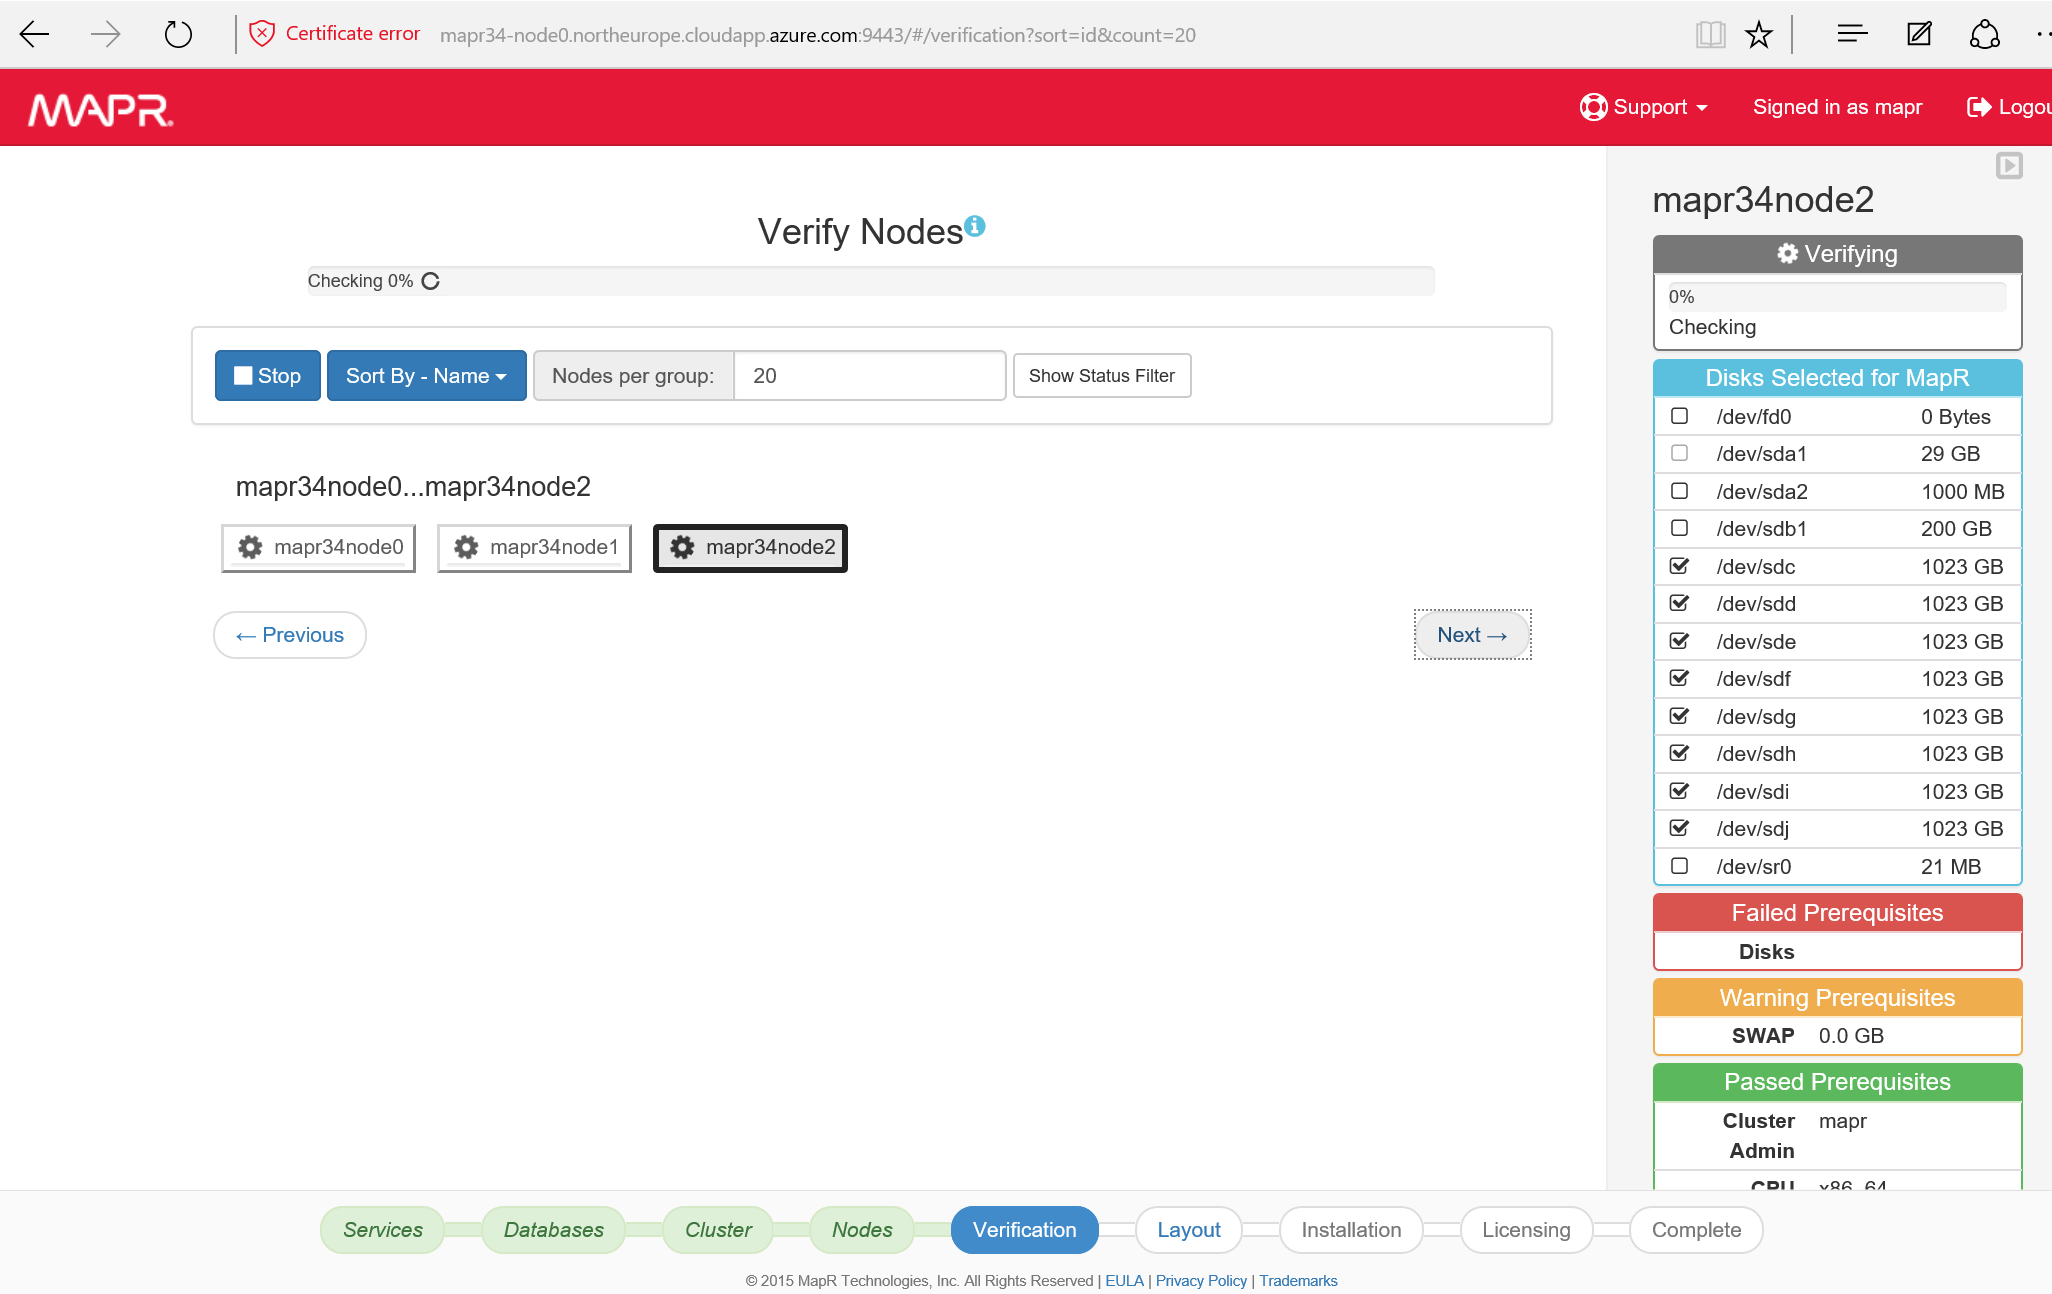 Certificate error mapr34-node0.northeurope.cloudapp.azure.com:9443/#/verification?sort=id&count=20
MAPR.
Support Signed in as mapr Logou
Verify Nodes
Checking 0%
Stop Sort By - Name Nodes per group: 20 Show Status Filter
mapr34node0...mapr34node2
mapr34node0 mapr34node1 mapr34node2
← Previous Next →
mapr34node2
Verifying
0%
Checking
Disks Selected for MapR
/dev/fd0 0 Bytes
/dev/sda1 29 GB
/dev/sda2 1000 MB
/dev/sdb1 200 GB
/dev/sdc 1023 GB
/dev/sdd 1023 GB
/dev/sde 1023 GB
/dev/sdf 1023 GB
/dev/sdg 1023 GB
/dev/sdh 1023 GB
/dev/sdi 1023 GB
/dev/sdj 1023 GB
/dev/sr0 21 MB
Failed Prerequisites
Disks
Warning Prerequisites
SWAP 0.0 GB
Passed Prerequisites
Cluster mapr
Admin
CPU x86_64
Services Databases Cluster Nodes Verification Layout Installation Licensing Complete
© 2015 MapR Technologies, Inc. All Rights Reserved | EULA | Privacy Policy | Trademarks